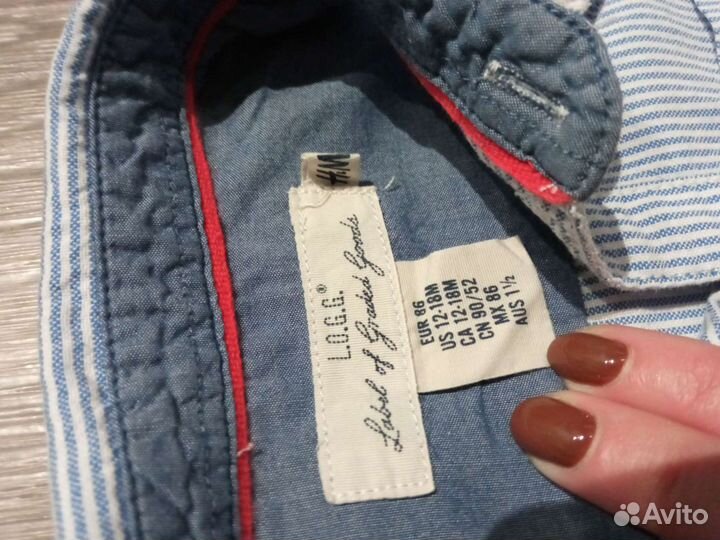 H&M
L.O.G.G.®
Label of Graded Goods
EUR 86
US 12-18M
CA 12-18M
CN 90/52
MX 86
AUS 1½
Avito